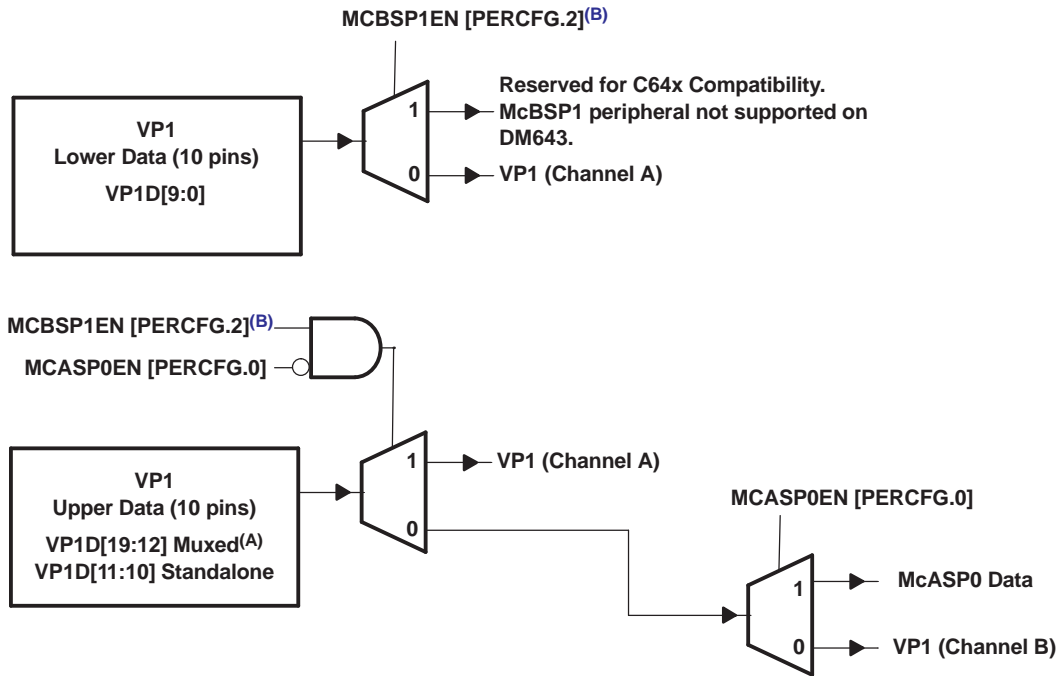 MCBSP1EN [PERCFG.2](B)
VP1
Lower Data (10 pins)
VP1D[9:0]
1
Reserved for C64x Compatibility.
McBSP1 peripheral not supported on
DM643.
0
VP1 (Channel A)
MCBSP1EN [PERCFG.2](B)
MCASP0EN [PERCFG.0]
VP1
Upper Data (10 pins)
VP1D[19:12] Muxed(A)
VP1D[11:10] Standalone
1
VP1 (Channel A)
0
MCASP0EN [PERCFG.0]
1
McASP0 Data
0
VP1 (Channel B)